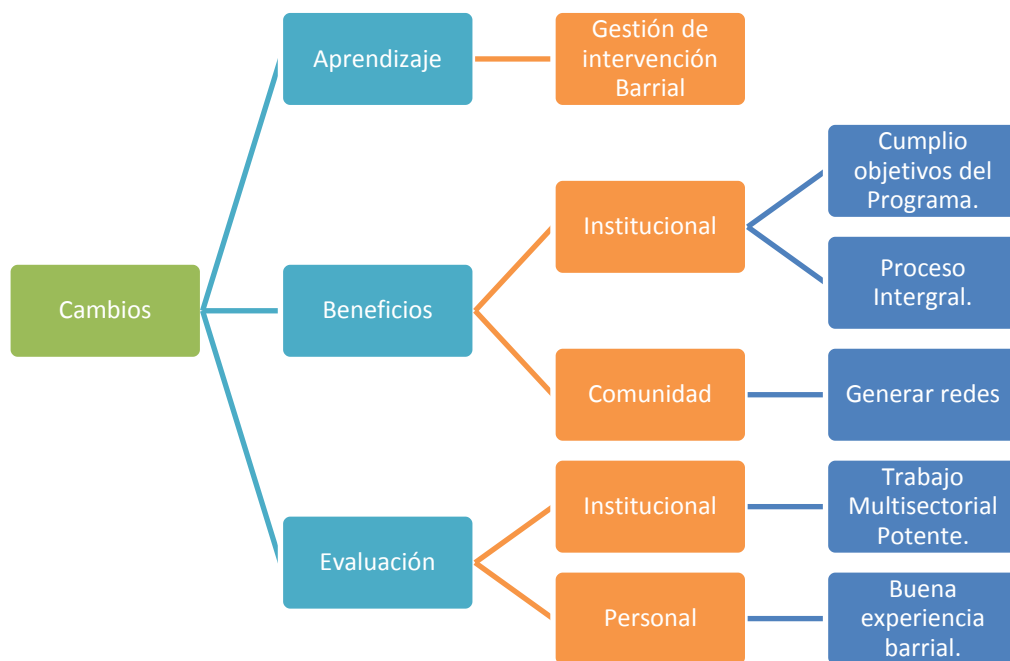 Cambios
Aprendizaje
Gestión de
intervención
Barrial
Beneficios
Institucional
Cumplio
objetivos del
Programa.
Proceso
Intergral.
Comunidad
Generar redes
Evaluación
Institucional
Trabajo
Multisectorial
Potente.
Personal
Buena
experiencia
barrial.